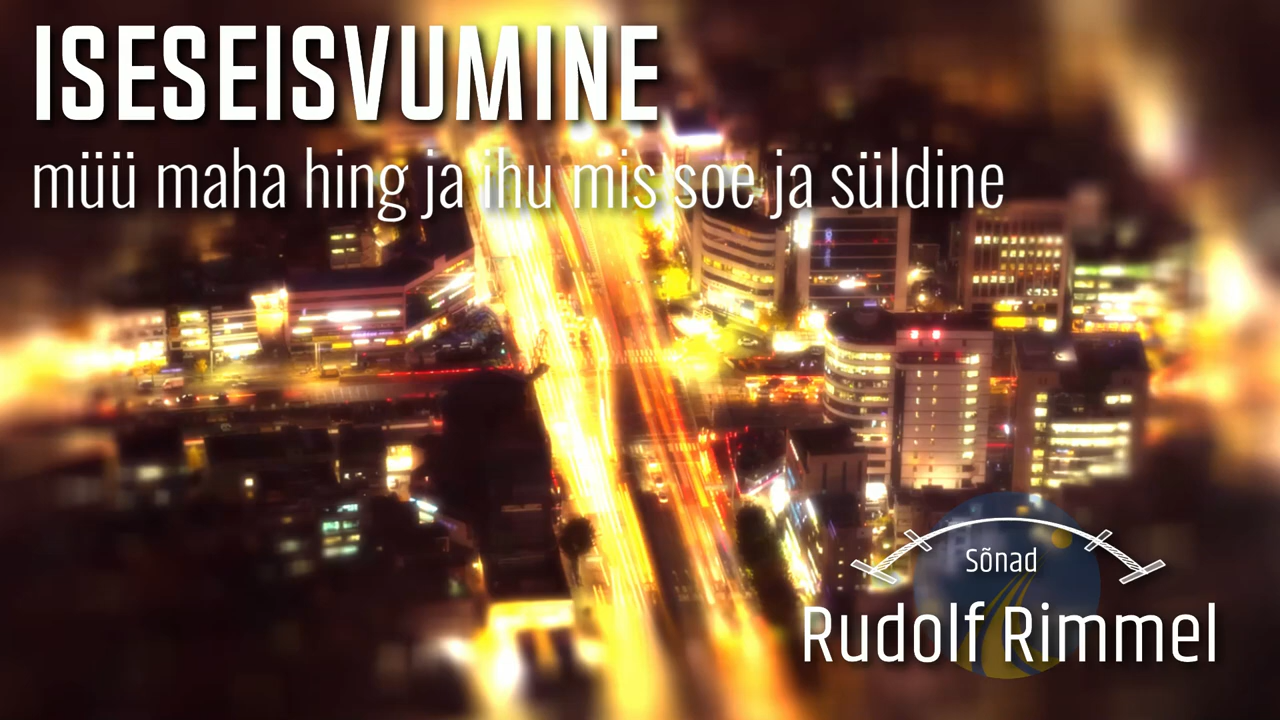 ISESEISVUMINE
müü maha hing ja ihu mis soe ja süldine
Sõnad
Rudolf Rimmel